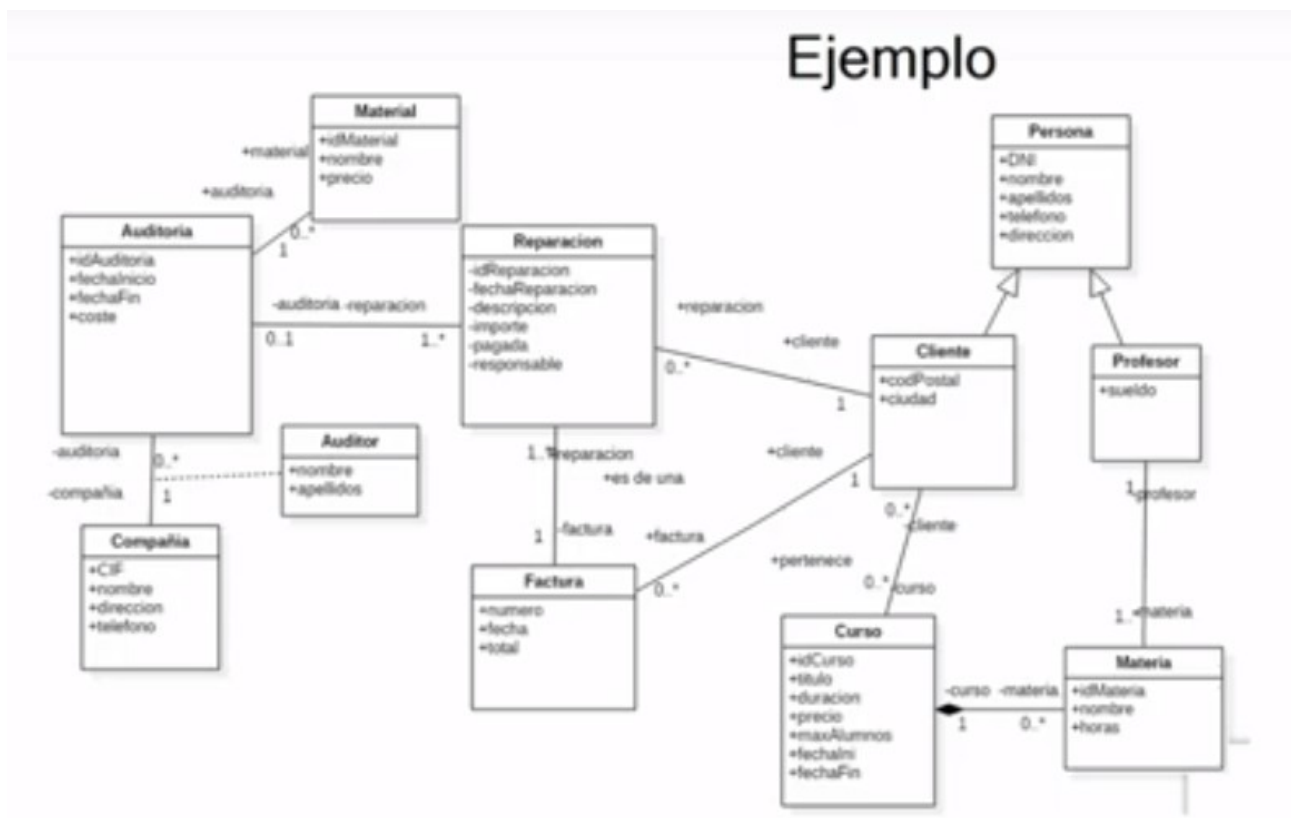 Ejemplo
Material
+idMaterial
+nombre
+precio
+material
+auditoria
0..*
1
Auditoria
+idAuditoria
+fechaInicio
+fechaFin
+coste
-auditoria -reparacion
0..1
1..*
Reparacion
-idReparacion
-fechaReparacion
-descripcion
-importe
-pagada
-responsable
Persona
+DNI
+nombre
+apellidos
+telefono
+direccion
+reparacion
+cliente
0..*
1
Cliente
+codPostal
+ciudad
Profesor
+sueldo
-auditoria
0..*
-compañia
1
Auditor
+nombre
+apellidos
Compañia
+CIF
+nombre
+direccion
+telefono
1..*
+reparacion
+es de una
1
-factura
+cliente
1
+factura
0..*
Factura
+numero
+fecha
+total
0..*
-cliente
+pertenece
0..*
-curso
1
-profesor
1..*
-materia
Curso
+idCurso
+titulo
+duracion
+precio
+maxAlumnos
+fechaIni
+fechaFin
-curso -materia
1
0..*
Materia
+idMateria
+nombre
+horas